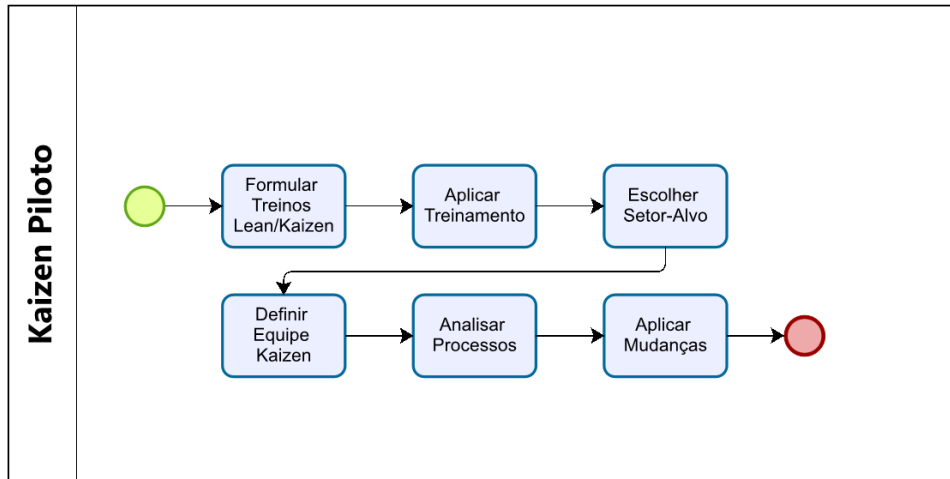 Kaizen Piloto
Formular
Treinos
Lean/Kaizen
Aplicar
Treinamento
Escolher
Setor-Alvo
Definir
Equipe
Kaizen
Analisar
Processos
Aplicar
Mudanças